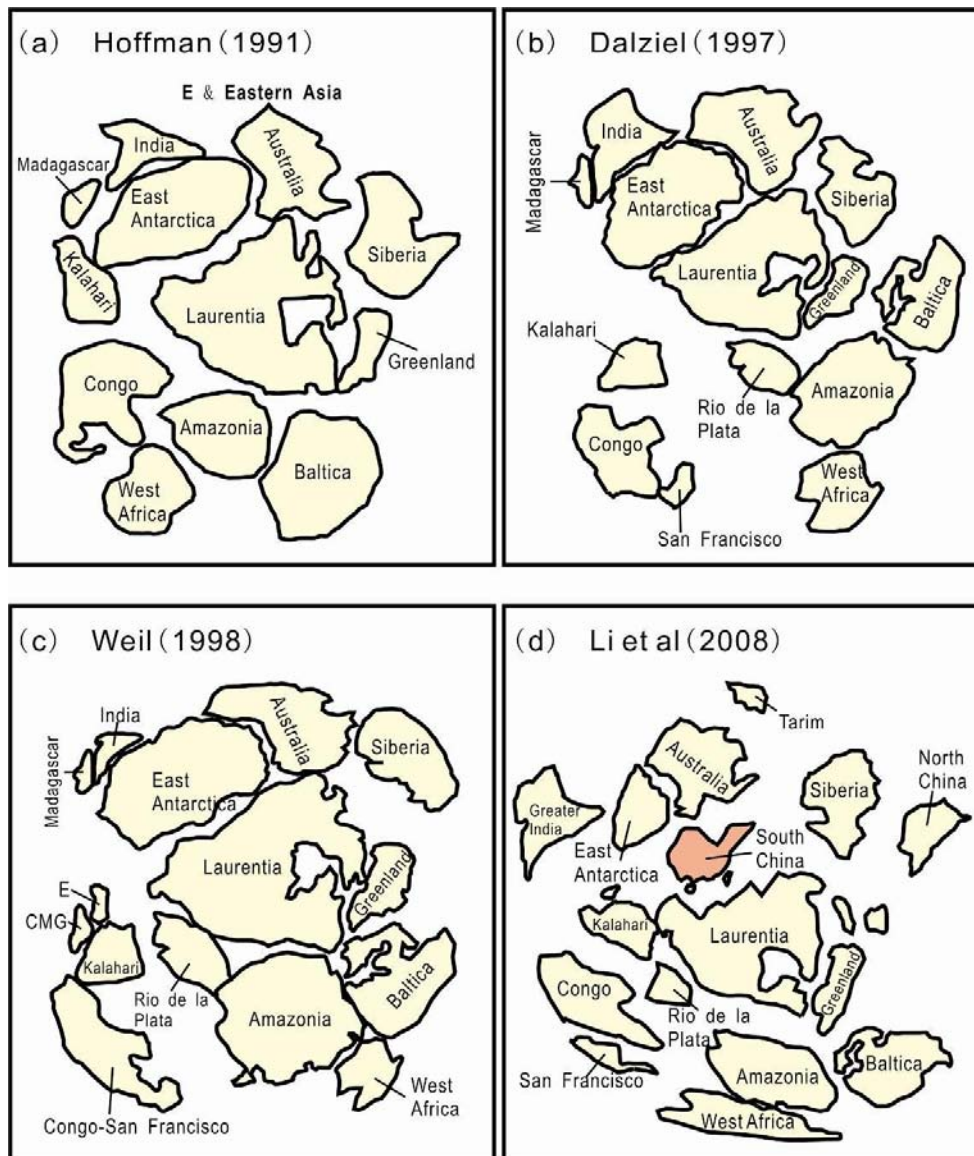 (a) Hoffman (1991)
E & Eastern Asia
India
Madagascar
Australia
East
Antarctica
Siberia
Kalahari
Laurentia
Greenland
Congo
Amazonia
Baltica
West
Africa
(b) Dalziel (1997)
India
Australia
Madagascar
East
Antarctica
Siberia
Laurentia
Greenland
Baltica
Kalahari
Rio de la
Plata
Amazonia
Congo
West
Africa
San Francisco
(c) Weil (1998)
India
Australia
Siberia
Madagascar
East
Antarctica
Laurentia
Greenland
E
CMG
Kalahari
Rio de la
Plata
Amazonia
Baltica
West
Africa
Congo-San Francisco
(d) Li et al (2008)
Tarim
Australia
North
China
Siberia
Greater
India
East
Antarctica
South
China
Kalahari
Laurentia
Congo
Greenland
Rio de la
Plata
San Francisco
Amazonia
Baltica
West Africa